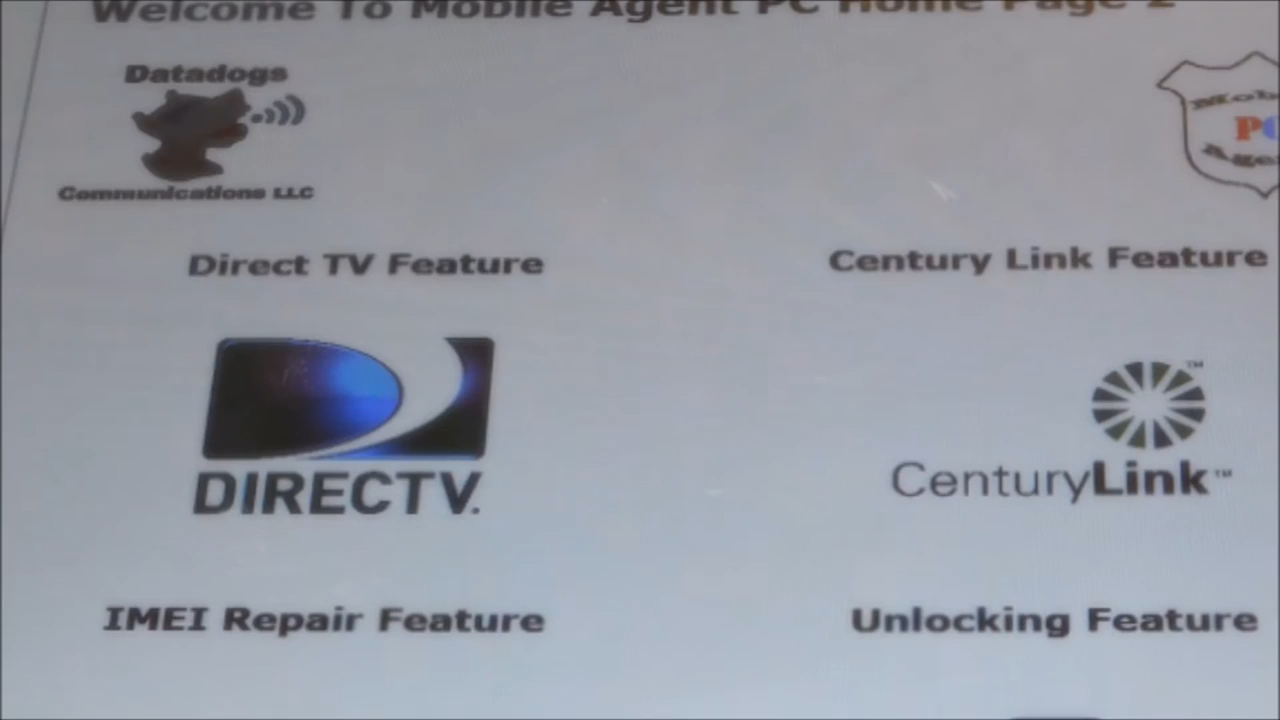 Welcome To Mobile Agent PC Home Page 2
Datadogs
Communications LLC
Direct TV Feature
Century Link Feature
DIRECTV.
CenturyLink™
IMEI Repair Feature
Unlocking Feature